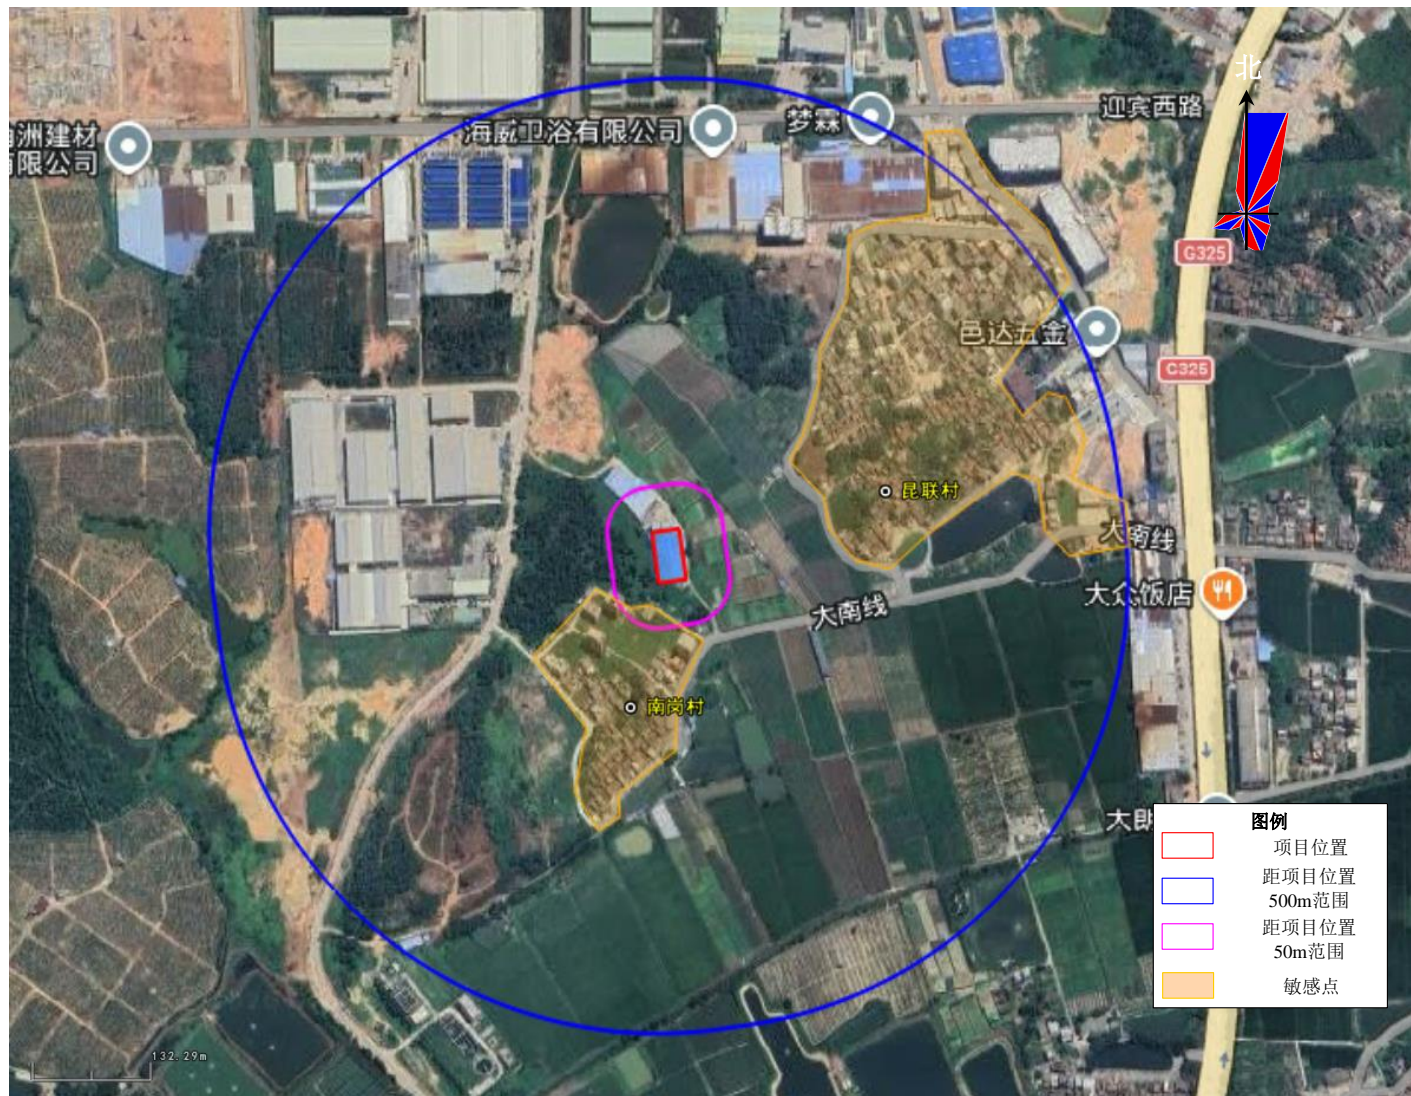 北
迎宾西路
海威卫浴有限公司
梦霖
洲建材
有限公司
G325
邑达五金
G325
昆联村
大南线
大众饭店
大南线
南岗村
大朗
图例
项目位置
距项目位置
500m范围
距项目位置
50m范围
敏感点
132.29m